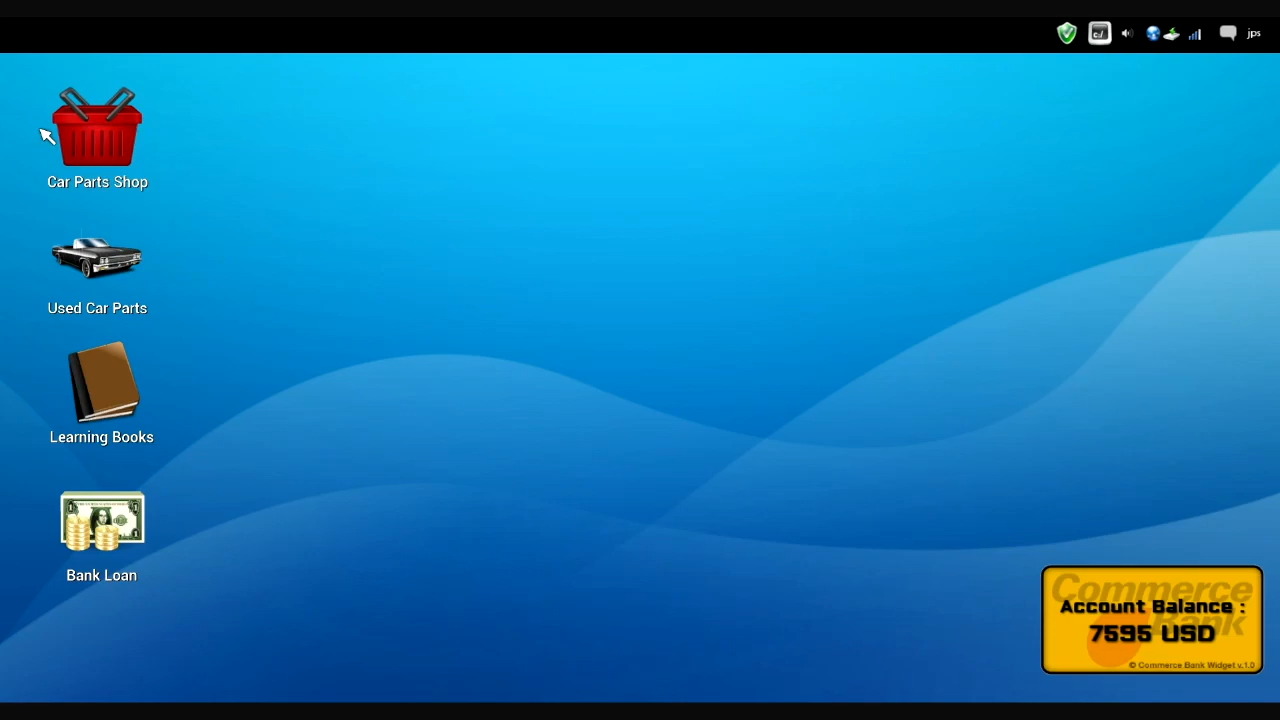 c:/
jps
Car Parts Shop
Used Car Parts
Learning Books
Bank Loan
Commerce Bank
Account Balance :
7595 USD
© Commerce Bank Widget v.1.0